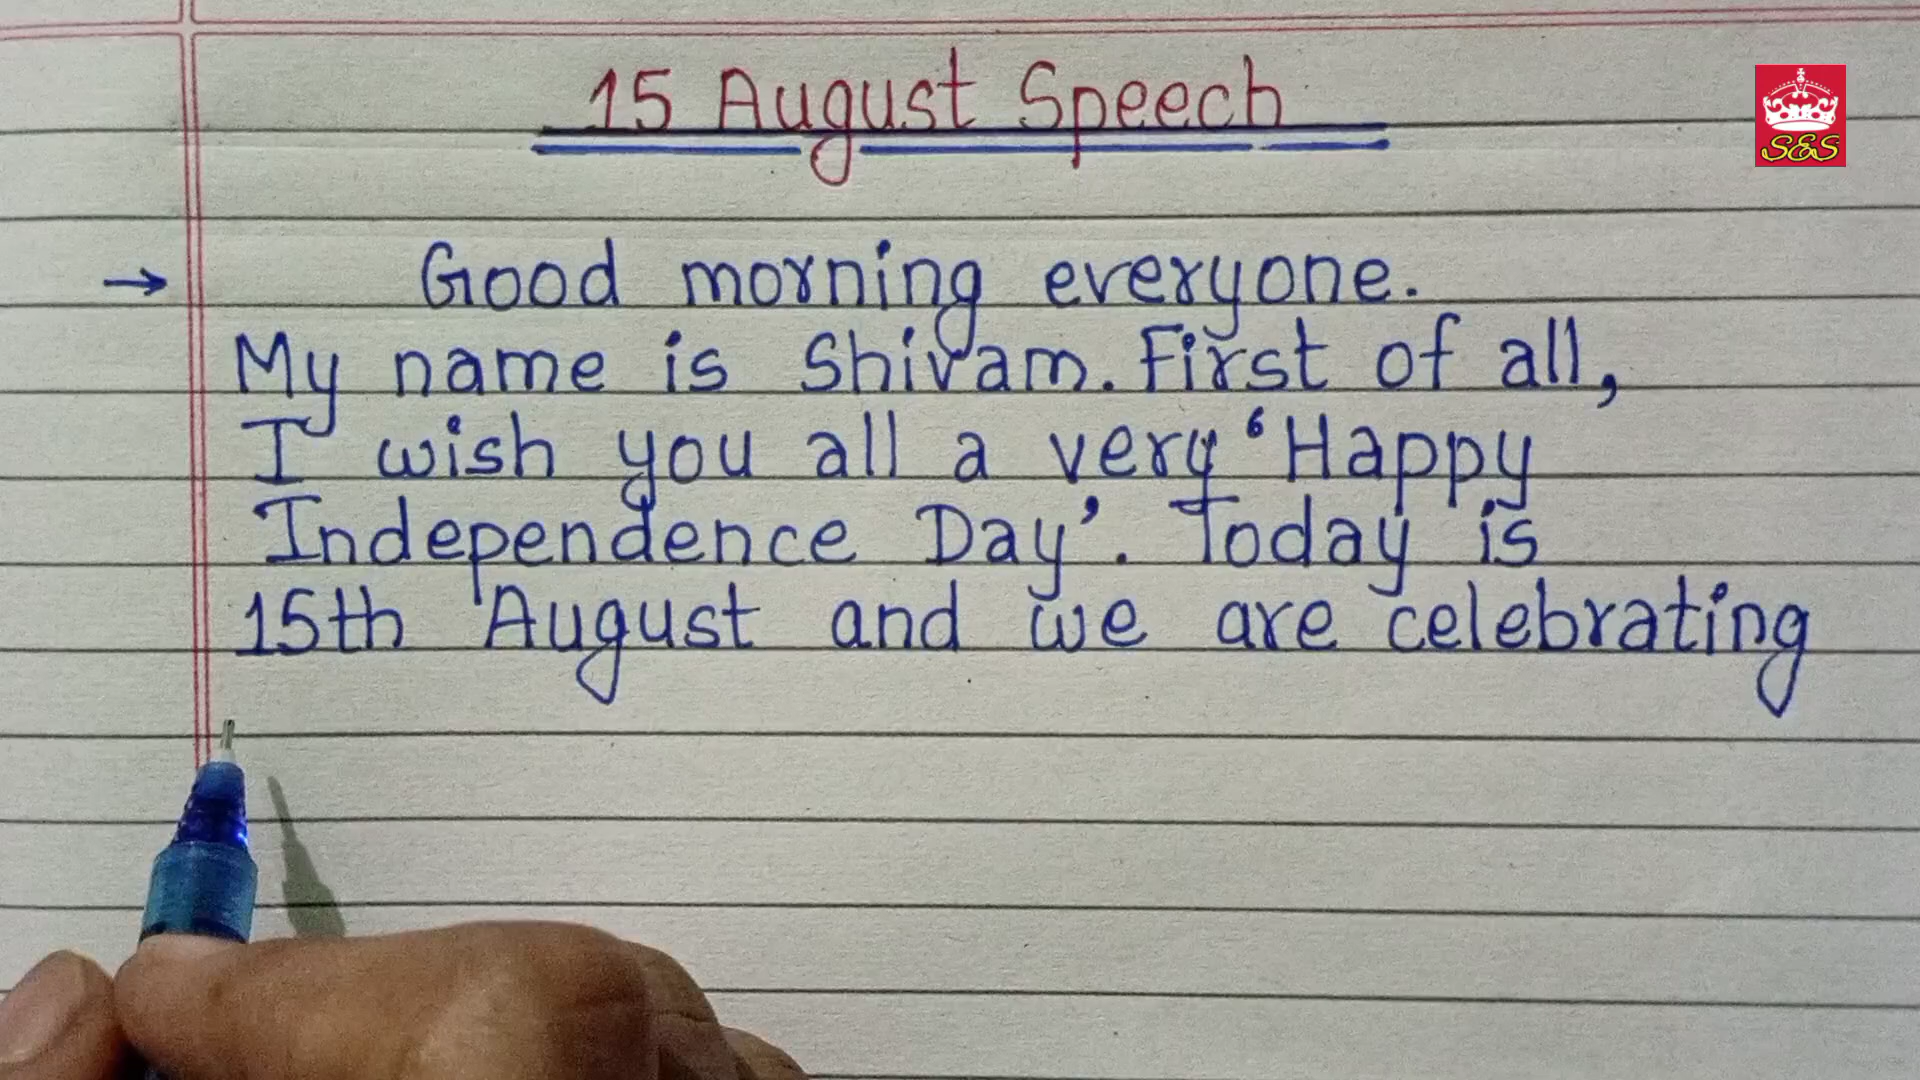 15 August Speech
S&S
→ Good morning everyone.
My name is Shivam. First of all,
I wish you all a very ‘Happy
Independence Day’. Today is
15th August and we are celebrating